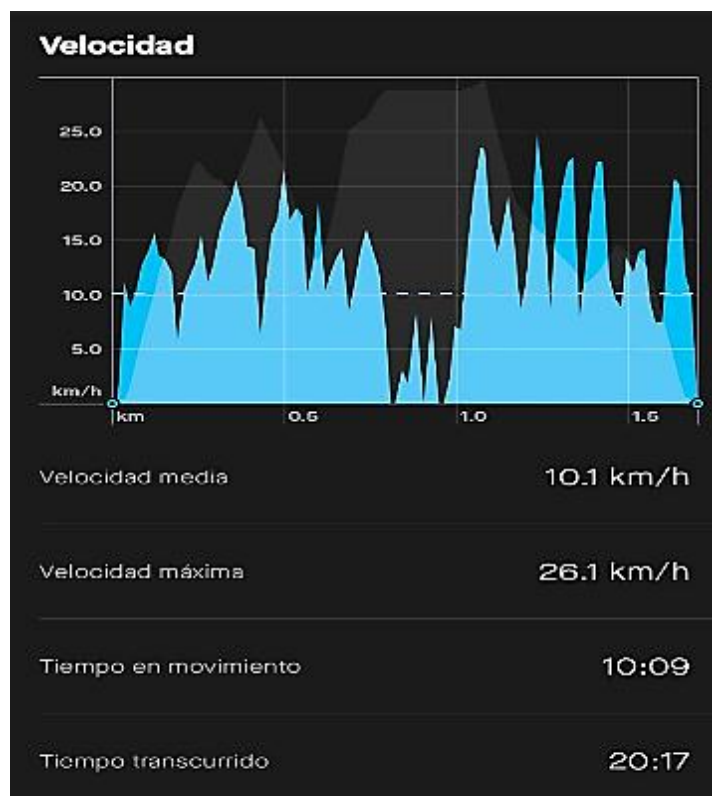 Velocidad
25.0
20.0
15.0
10.0
5.0
km/h
km 0.5 1.0 1.5
Velocidad media 10.1 km/h
Velocidad máxima 26.1 km/h
Tiempo en movimiento 10:09
Tiempo transcurrido 20:17